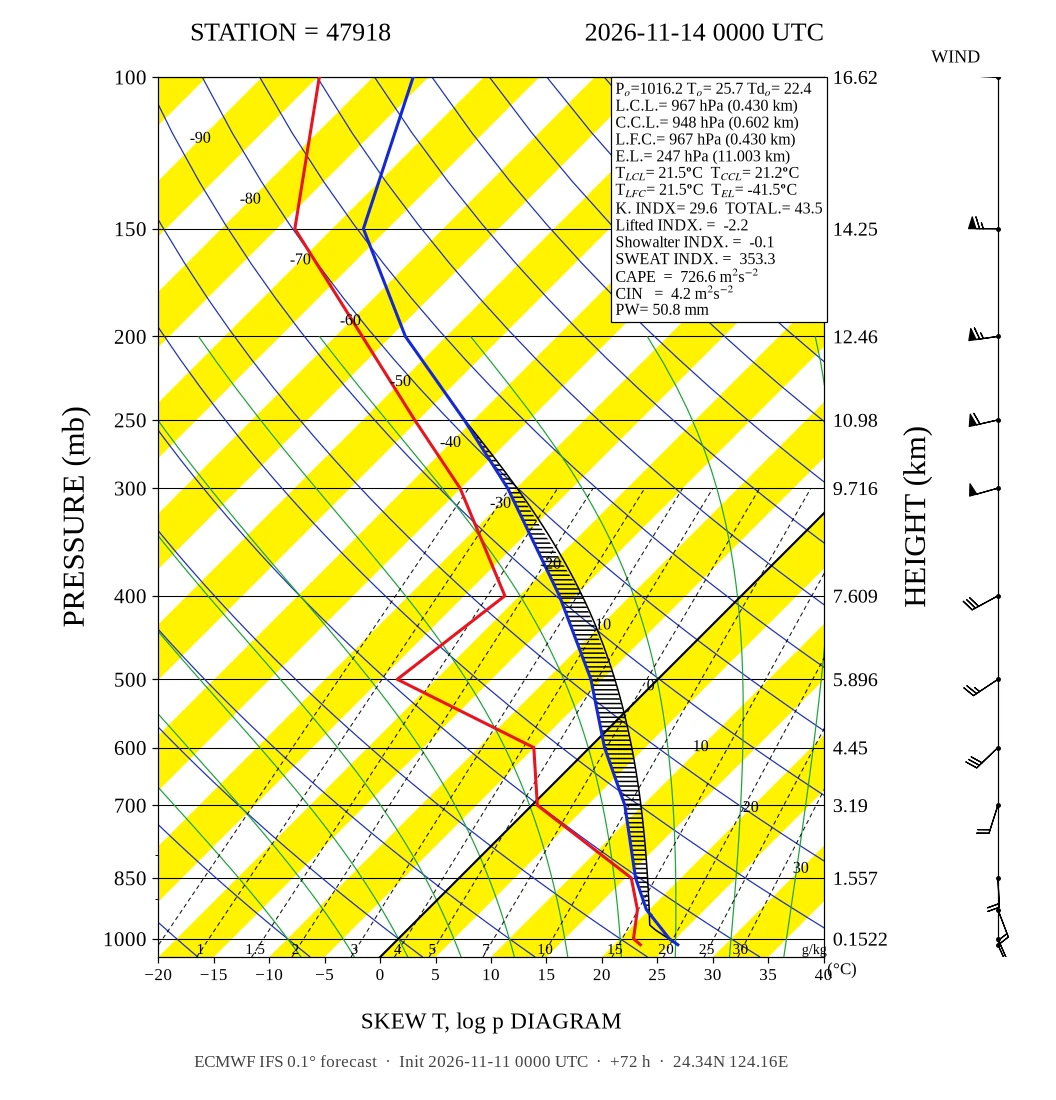 STATION = 47918
2026-11-14 0000 UTC
WIND
100
16.62
Pₒ=1016.2 Tₒ= 25.7 Tdₒ= 22.4
L.C.L.= 967 hPa (0.430 km)
C.C.L.= 948 hPa (0.602 km)
L.F.C.= 967 hPa (0.430 km)
E.L.= 247 hPa (11.003 km)
T_LCL= 21.5°C T_CCL= 21.2°C
T_LFC= 21.5°C T_EL= -41.5°C
K. INDX= 29.6 TOTAL.= 43.5
Lifted INDX. = -2.2
Showalter INDX. = -0.1
SWEAT INDX. = 353.3
CAPE = 726.6 m²s⁻²
CIN = 4.2 m²s⁻²
PW= 50.8 mm
-90
-80
150
14.25
-70
-60
200
12.46
-50
250
10.98
-40
300
9.716
-30
PRESSURE (mb)
HEIGHT (km)
-20
400
7.609
-10
500
0
5.896
600
10
4.45
700
20
3.19
850
30
1.557
1000
0.1522
1 1.5 2 3 4 5 7 10 15 20 25 30 g/kg
−20 −15 −10 −5 0 5 10 15 20 25 30 35 40 (°C)
SKEW T, log p DIAGRAM
ECMWF IFS 0.1° forecast · Init 2026-11-11 0000 UTC · +72 h · 24.34N 124.16E